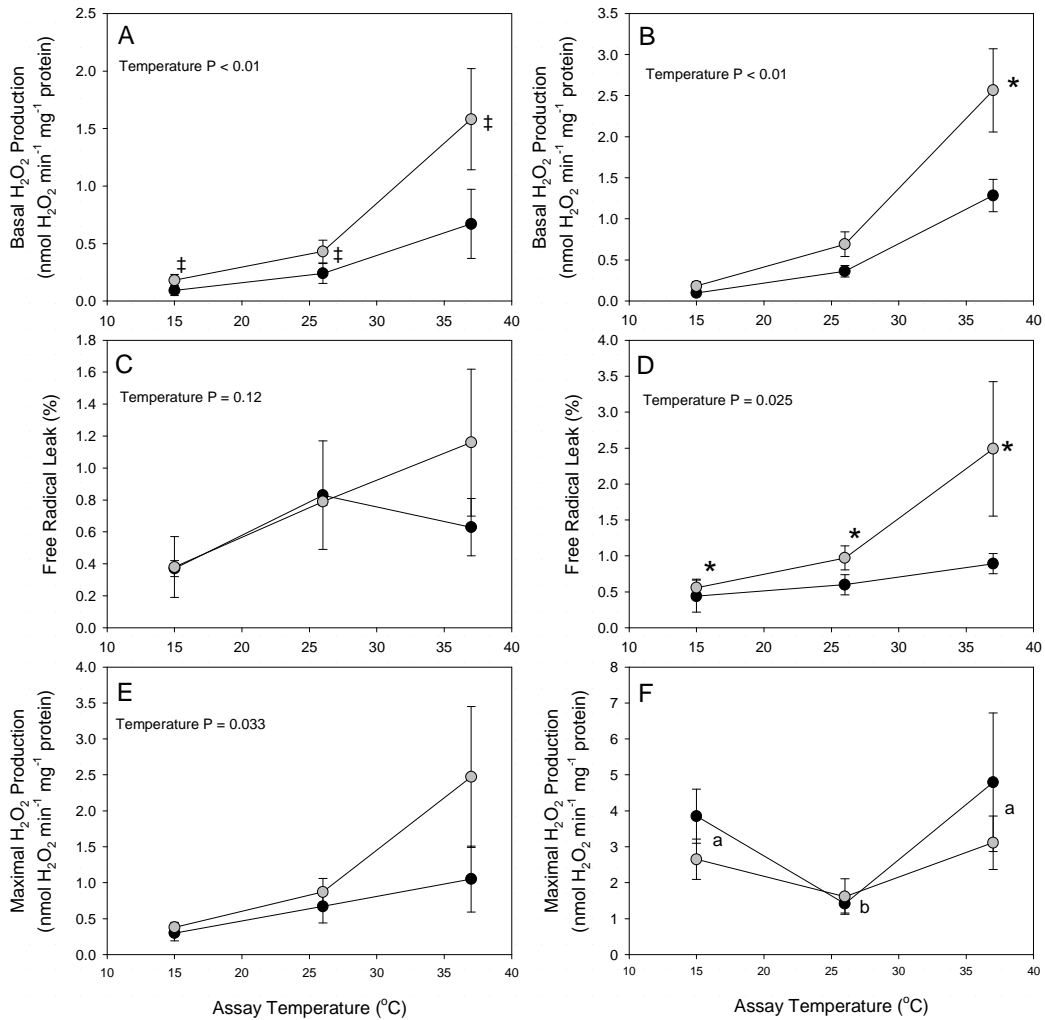 A
Temperature P < 0.01
Basal H2O2 Production
(nmol H2O2 min-1 mg-1 protein)
2.5
2.0
1.5
1.0
0.5
0.0
‡
‡
‡
10 15 20 25 30 35 40
B
Temperature P < 0.01
Basal H2O2 Production
(nmol H2O2 min-1 mg-1 protein)
3.5
3.0
2.5
2.0
1.5
1.0
0.5
0.0
*
10 15 20 25 30 35 40
C
Temperature P = 0.12
Free Radical Leak (%)
1.8
1.6
1.4
1.2
1.0
0.8
0.6
0.4
0.2
0.0
10 15 20 25 30 35 40
D
Temperature P = 0.025
Free Radical Leak (%)
4.0
3.5
3.0
2.5
2.0
1.5
1.0
0.5
0.0
*
*
*
10 15 20 25 30 35 40
E
Temperature P = 0.033
Maximal H2O2 Production
(nmol H2O2 min-1 mg-1 protein)
4.0
3.5
3.0
2.5
2.0
1.5
1.0
0.5
0.0
10 15 20 25 30 35 40
Assay Temperature (oC)
F
Maximal H2O2 Production
(nmol H2O2 min-1 mg-1 protein)
8
7
6
5
4
3
2
1
0
a
b
a
10 15 20 25 30 35 40
Assay Temperature (oC)